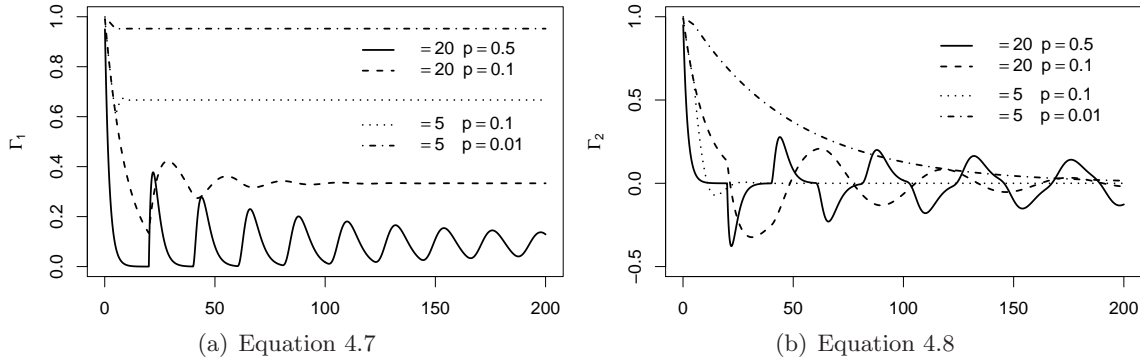 Γ1
1.0
0.8
0.6
0.4
0.2
0.0
=20 p=0.5
=20 p=0.1
=5 p=0.1
=5 p=0.01
0 50 100 150 200
(a) Equation 4.7
Γ2
1.0
0.5
0.0
−0.5
=20 p=0.5
=20 p=0.1
=5 p=0.1
=5 p=0.01
0 50 100 150 200
(b) Equation 4.8